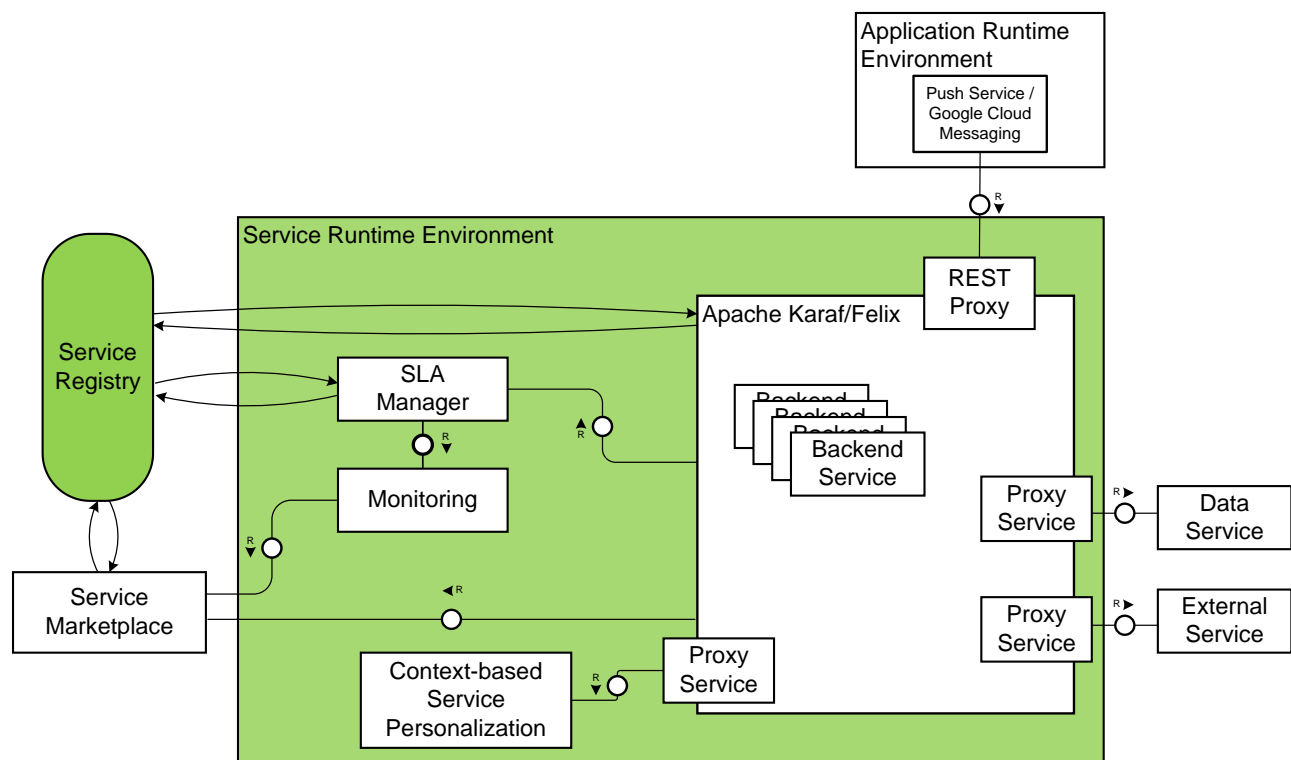 Application Runtime
Environment
Push Service /
Google Cloud
Messaging
R
Service Runtime Environment
REST
Proxy
Apache Karaf/Felix
Service
Registry
SLA
Manager
R
R
Backend
Backend
Backend
Backend
Service
Monitoring
Proxy
Service
R
Data
Service
R
Service
Marketplace
R
Proxy
Service
R
External
Service
Context-based
Service
Personalization
R
Proxy
Service